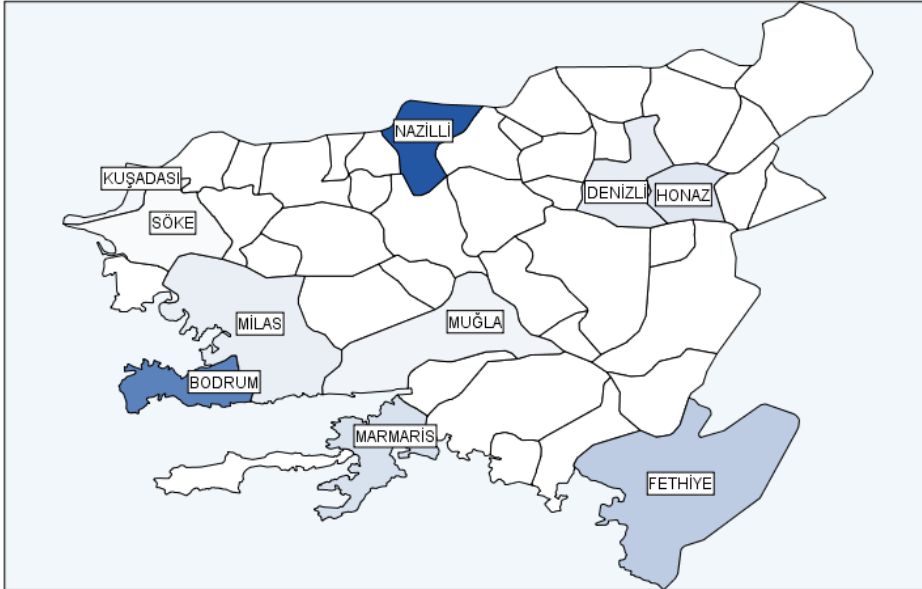 NAZİLLİ
KUŞADASI
DENİZLİ
HONAZ
SÖKE
MİLAS
MUĞLA
BODRUM
MARMARİS
FETHİYE